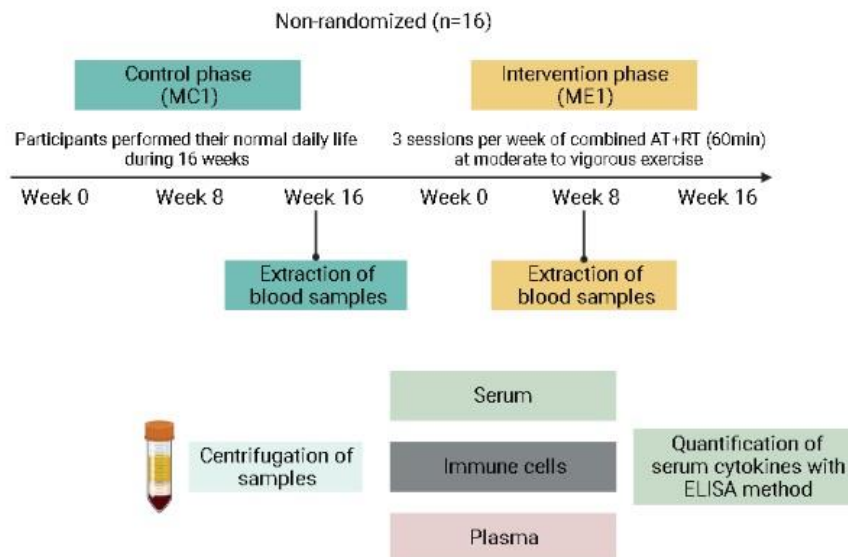 Non-randomized (n=16)
Control phase
(MC1)
Intervention phase
(ME1)
Participants performed their normal daily life
during 16 weeks
3 sessions per week of combined AT+RT (60min)
at moderate to vigorous exercise
Week 0
Week 8
Week 16
Week 0
Week 8
Week 16
Extraction of
blood samples
Extraction of
blood samples
Serum
Centrifugation of
samples
Immune cells
Quantification of
serum cytokines with
ELISA method
Plasma